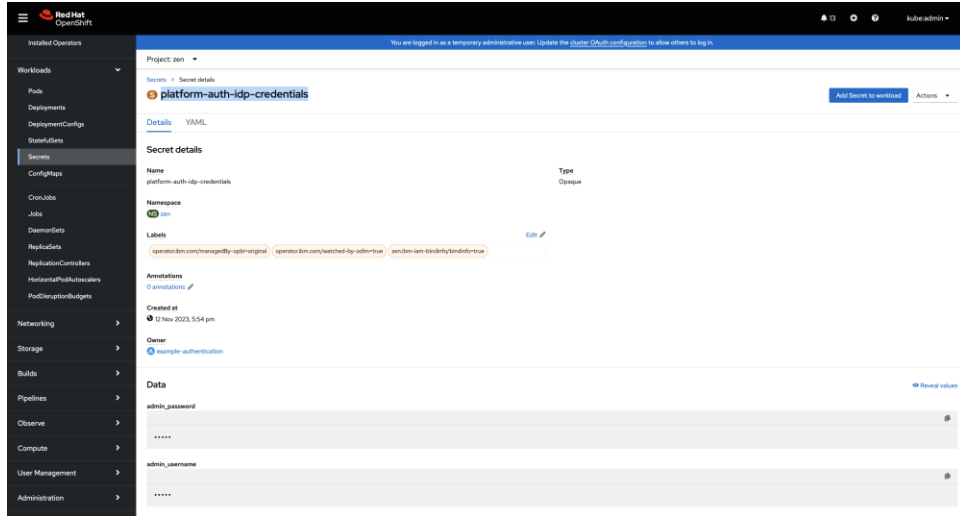 Red Hat
OpenShift
13
kube:admin
Installed Operators
Workloads
Pods
Deployments
DeploymentConfigs
StatefulSets
Secrets
ConfigMaps
CronJobs
Jobs
DaemonSets
ReplicaSets
ReplicationControllers
HorizontalPodAutoscalers
PodDisruptionBudgets
Networking
Storage
Builds
Pipelines
Observe
Compute
User Management
Administration
You are logged in as a temporary administrative user. Update the cluster OAuth configuration to allow others to log in.
Project: zen
Secrets > Secret details
S platform-auth-idp-credentials
Add Secret to workload
Actions
Details YAML
Secret details
Name
platform-auth-idp-credentials
Type
Opaque
Namespace
NS zen
Labels
Edit
operator.ibm.com/managedBy-opbi=original operator.ibm.com/watched-by-odlm=true zen.ibm-iam-bindinfo/bindinfo=true
Annotations
0 annotations
Created at
12 Nov 2023, 5:54 pm
Owner
A example-authentication
Data
Reveal values
admin_password
•••••
admin_username
•••••